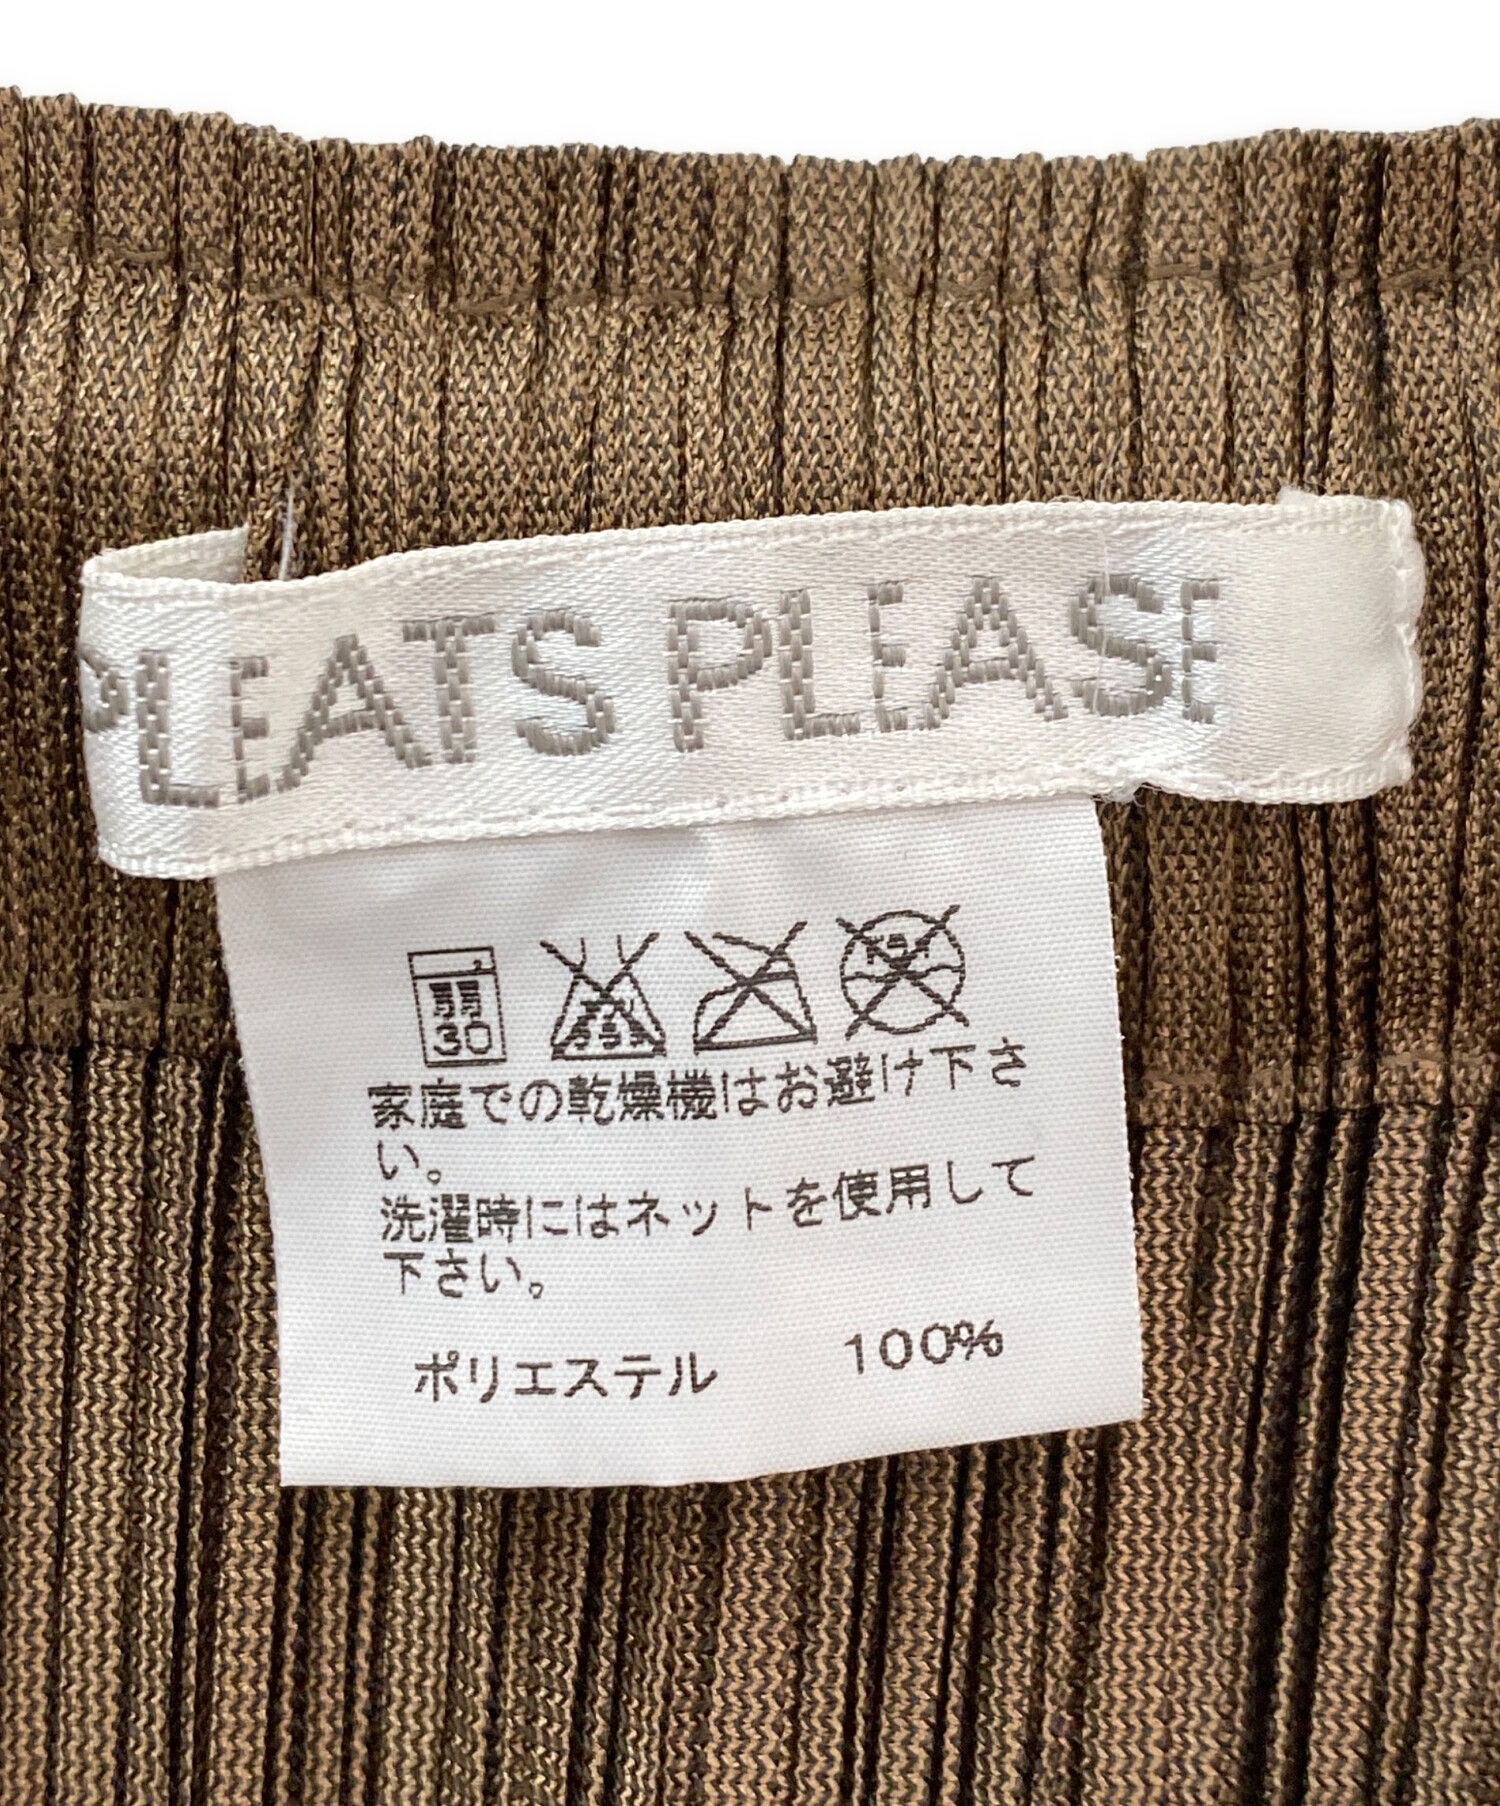 PLEATS PLEASE
弱
30
家庭での乾燥機はお避け下さ
い。
洗濯時にはネットを使用して
下さい。
ポリエステル 100%